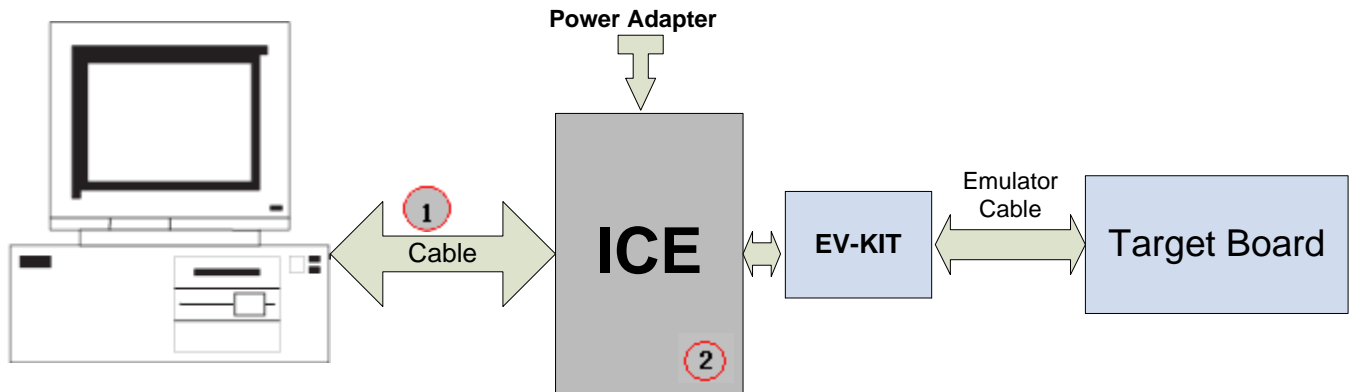 Power Adapter
1
Cable
ICE
2
EV-KIT
Emulator
Cable
Target Board